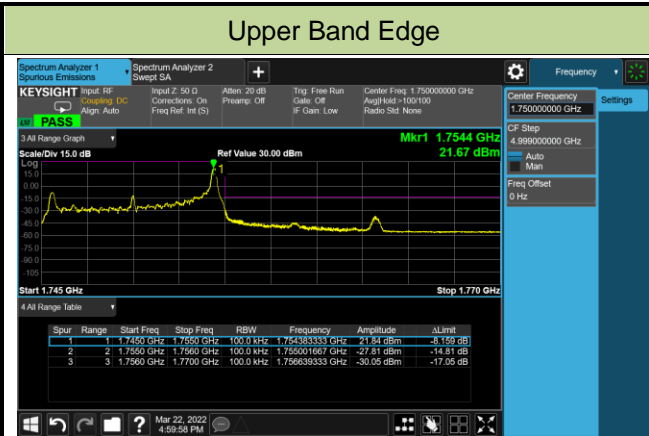 Upper Band Edge
Spectrum Analyzer 1
Spurious Emissions
Spectrum Analyzer 2
Swept SA
+
Frequency
KEYSIGHT
Input: RF
Coupling: DC
Align: Auto
Input Z: 50 Ω
Corrections: On
Freq Ref: Int (S)
Atten: 20 dB
Preamp: Off
Trig: Free Run
Gate: Off
IF Gain: Low
Center Freq: 1.750000000 GHz
Avg|Hold:>100/100
Radio Std: None
PASS
Center Frequency
1.750000000 GHz
Settings
CF Step
4.999000000 GHz
Auto
Man
Freq Offset
0 Hz
3 All Range Graph
Mkr1 1.7544 GHz
Scale/Div 15.0 dB
Ref Value 30.00 dBm
21.67 dBm
Log
1
15.0
0.00
-15.0
-30.0
-45.0
-60.0
-75.0
-90.0
-105
Start 1.745 GHz
Stop 1.770 GHz
4 All Range Table
Spur Range Start Freq Stop Freq RBW Frequency Amplitude ΔLimit
1 1 1.7450 GHz 1.7550 GHz 100.0 kHz 1.754383333 GHz 21.84 dBm -8.159 dB
2 2 1.7550 GHz 1.7560 GHz 100.0 kHz 1.755001667 GHz -27.81 dBm -14.81 dB
3 3 1.7560 GHz 1.7700 GHz 100.0 kHz 1.756639333 GHz -30.05 dBm -17.05 dB
?
Mar 22, 2022
4:59:58 PM